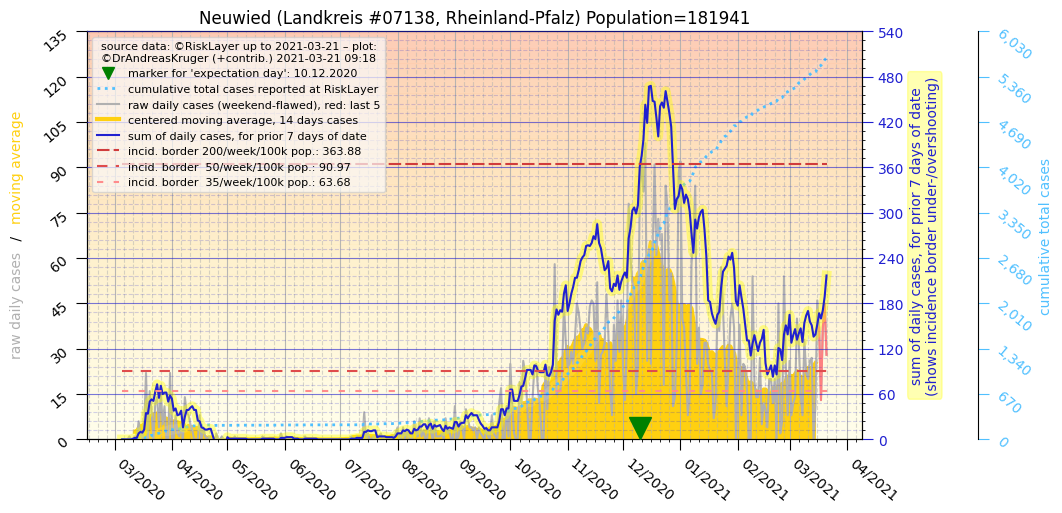 Neuwied (Landkreis #07138, Rheinland-Pfalz) Population=181941
source data: ©RiskLayer up to 2021-03-21 – plot:
©DrAndreasKruger (+contrib.) 2021-03-21 09:18
marker for 'expectation day': 10.12.2020
cumulative total cases reported at RiskLayer
raw daily cases (weekend-flawed), red: last 5
centered moving average, 14 days cases
sum of daily cases, for prior 7 days of date
incid. border 200/week/100k pop.: 363.88
incid. border  50/week/100k pop.: 90.97
incid. border  35/week/100k pop.: 63.68
raw daily cases / moving average
135
120
105
90
75
60
45
30
15
0
03/2020
04/2020
05/2020
06/2020
07/2020
08/2020
09/2020
10/2020
11/2020
12/2020
01/2021
02/2021
03/2021
04/2021
540
480
420
360
300
240
180
120
60
0
sum of daily cases, for prior 7 days of date
(shows incidence border under-/overshooting)
6,030
5,360
4,690
4,020
3,350
2,680
2,010
1,340
670
0
cumulative total cases